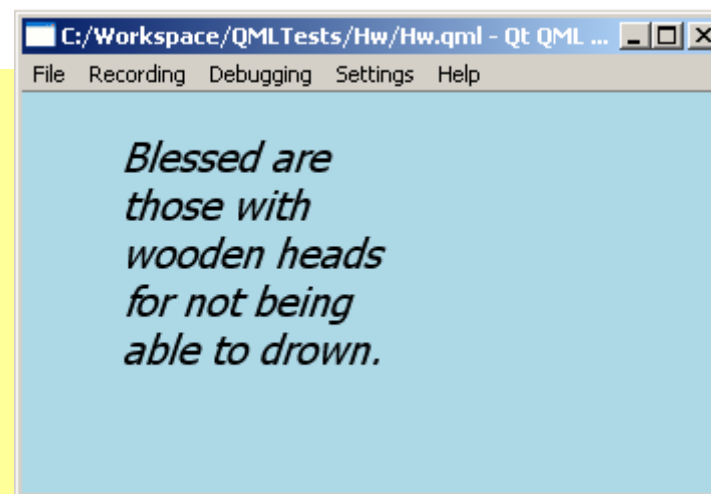 C:/Workspace/QMLTests/Hw/Hw.qml - Qt QML ...
File Recording Debugging Settings Help
Blessed are
those with
wooden heads
for not being
able to drown.